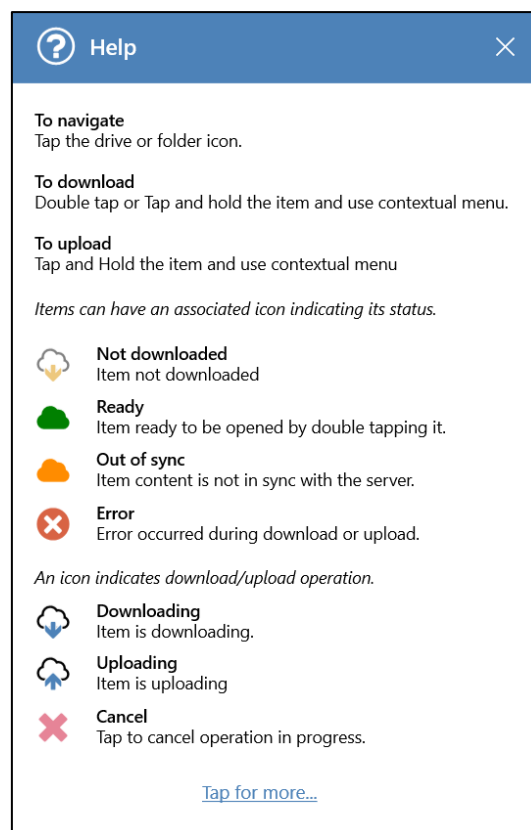 Help
To navigate
Tap the drive or folder icon.
To download
Double tap or Tap and hold the item and use contextual menu.
To upload
Tap and Hold the item and use contextual menu
Items can have an associated icon indicating its status.
Not downloaded
Item not downloaded
Ready
Item ready to be opened by double tapping it.
Out of sync
Item content is not in sync with the server.
Error
Error occurred during download or upload.
An icon indicates download/upload operation.
Downloading
Item is downloading.
Uploading
Item is uploading
Cancel
Tap to cancel operation in progress.
Tap for more...